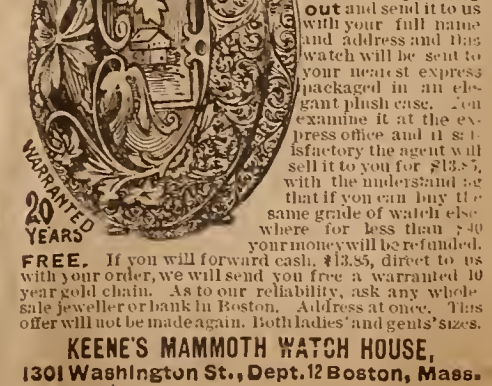 out and send it to us
with your full name
and address and this
watch will be sent to
your nearest express
packaged in an ele-
gant plush case. You
examine it at the ex-
press office and if sat-
isfactory the agent will
sell it to you for $13.85,
with the understanding
that if you can buy the
same grade of watch else
where for less than $40
your money will be refunded.
WARRANTED
20
YEARS
FREE. If you will forward cash, $13.85, direct to us
with your order, we will send you free a warranted 10
year gold chain. As to our reliability, ask any whole
sale jeweller or bank in Boston. Address at once. This
offer will not be made again. Both ladies' and gents' sizes.
KEENE'S MAMMOTH WATCH HOUSE,
1301 Washington St., Dept. 12 Boston, Mass.